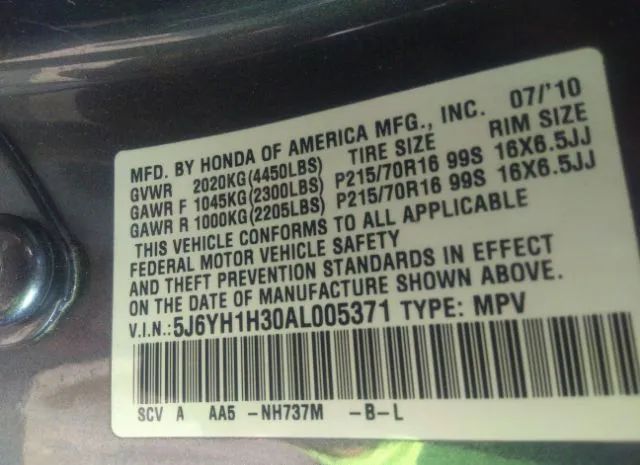 MFD. BY HONDA OF AMERICA MFG., INC. 07/'10
GVWR 2020KG(4450LBS) TIRE SIZE RIM SIZE
GAWR F 1045KG(2300LBS) P215/70R16 99S 16X6.5JJ
GAWR R 1000KG(2205LBS) P215/70R16 99S 16X6.5JJ
THIS VEHICLE CONFORMS TO ALL APPLICABLE
FEDERAL MOTOR VEHICLE SAFETY
AND THEFT PREVENTION STANDARDS IN EFFECT
ON THE DATE OF MANUFACTURE SHOWN ABOVE.
V.I.N.:5J6YH1H30AL005371 TYPE: MPV
SCV A AA5 -NH737M -B-L